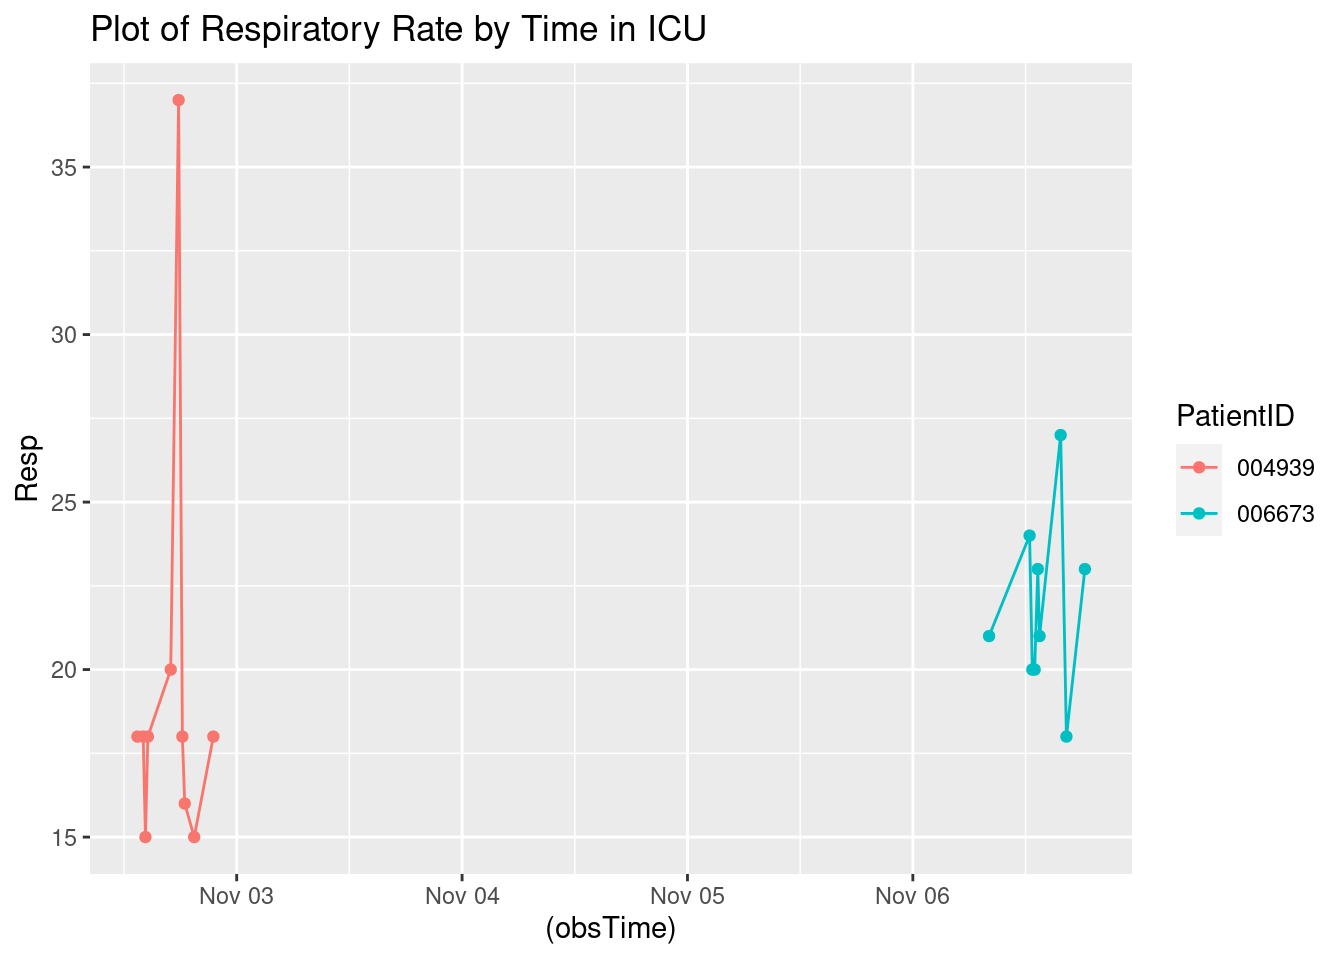 Plot of Respiratory Rate by Time in ICU
35
30
25
20
15
Resp
Nov 03
Nov 04
Nov 05
Nov 06
(obsTime)
PatientID
004939
006673